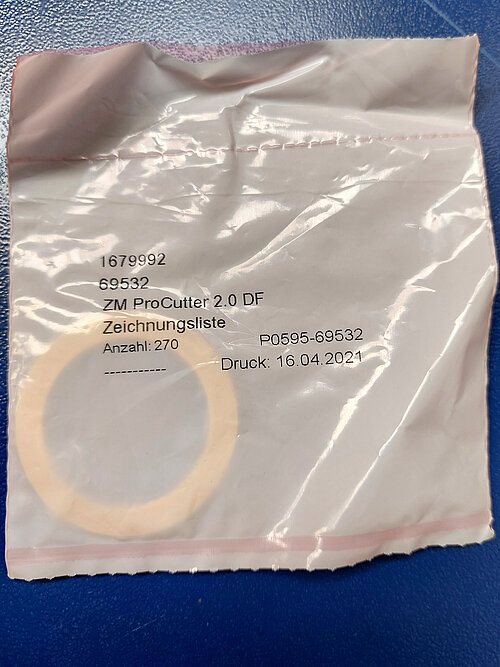 1679992
69532
ZM ProCutter 2.0 DF
Zeichnungsliste
Anzahl: 270
P0595-69532
-----------
Druck: 16.04.2021